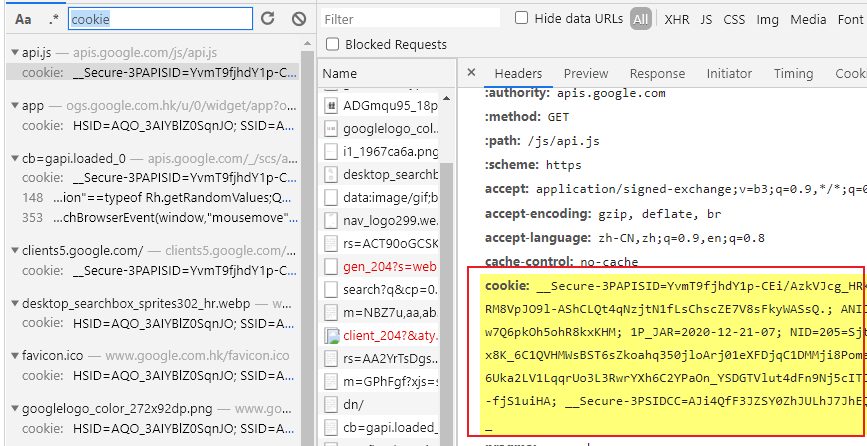 Aa .* cookie
api.js — apis.google.com/js/api.js
cookie: __Secure-3PAPISID=YvmT9fjhdY1p-C...
app — ogs.google.com.hk/u/0/widget/app?o...
cookie: HSID=AQO_3AIYBlZ0SqnJO; SSID=A...
cb=gapi.loaded_0 — apis.google.com/_/scs/a...
cookie: __Secure-3PAPISID=YvmT9fjhdY1p-C...
148 ...ion"==typeof Rh.getRandomValues;Q...
353 ...chBrowserEvent(window,"mousemove"...
clients5.google.com/ — clients5.google.com/...
cookie: __Secure-3PAPISID=YvmT9fjhdY1p-C...
desktop_searchbox_sprites302_hr.webp — w...
cookie: HSID=AQO_3AIYBlZ0SqnJO; SSID=A...
favicon.ico — www.google.com.hk/favicon.ico
cookie: HSID=AQO_3AIYBlZ0SqnJO; SSID=A...
googlelogo_color_272x92dp.png — www.go...
cookie: HSID=AQO_3AIYBlZ0SqnJO; SSID=A...
Filter
Hide data URLs
All XHR JS CSS Img Media Font
Blocked Requests
Name
ADGmqu95_18p
googlelogo_col...
i1_1967ca6a.png
desktop_searchb
data:image/gif;b
nav_logo299.we...
rs=ACT90oGCSK
gen_204?s=web
search?q&cp=0.
m=NBZ7u,aa,ab.
client_204?&aty.
rs=AA2YrTsDgs...
m=GPhFgf?xjs=s
dn/
cb=gapi.loaded_
× Headers Preview Response Initiator Timing Cook
:authority: apis.google.com
:method: GET
:path: /js/api.js
:scheme: https
accept: application/signed-exchange;v=b3;q=0.9,*/*;q=0
accept-encoding: gzip, deflate, br
accept-language: zh-CN,zh;q=0.9,en;q=0.8
cache-control: no-cache
cookie: __Secure-3PAPISID=YvmT9fjhdY1p-CEi/AzkVJcg_HR
RM8VpJO9l-AShCLQt4qNzjtN1fLsChscZE7V8sFkyWASsQ.; ANI
w7Q6pkOh5ohR8kxKHM; 1P_JAR=2020-12-21-07; NID=205=Sjt
x8K_6C1QVHMWsBST6sZkoahq350jloArj01eXFDjqC1DMMji8Poms
6Uka2LV1LqqrUo3L3RwrYXh6C2YPaOn_YSDGTVlut4dFn9Nj5cIT
-fjS1uiHA; __Secure-3PSIDCC=AJi4QfF3JZSY0ZhJULhJ7JhE
_